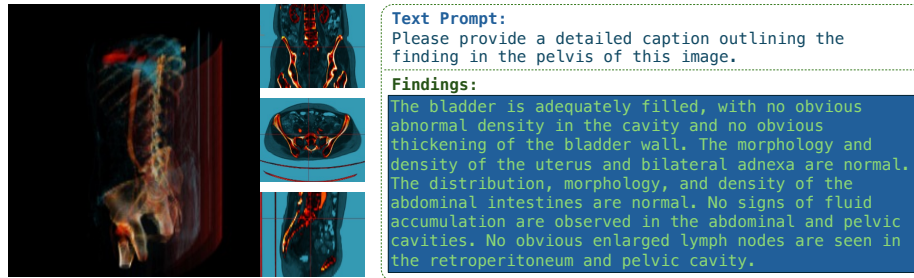 Text Prompt:
Please provide a detailed caption outlining the
finding in the pelvis of this image.
Findings:
The bladder is adequately filled, with no obvious
abnormal density in the cavity and no obvious
thickening of the bladder wall. The morphology and
density of the uterus and bilateral adnexa are normal.
The distribution, morphology, and density of the
abdominal intestines are normal. No signs of fluid
accumulation are observed in the abdominal and pelvic
cavities. No obvious enlarged lymph nodes are seen in
the retroperitoneum and pelvic cavity.